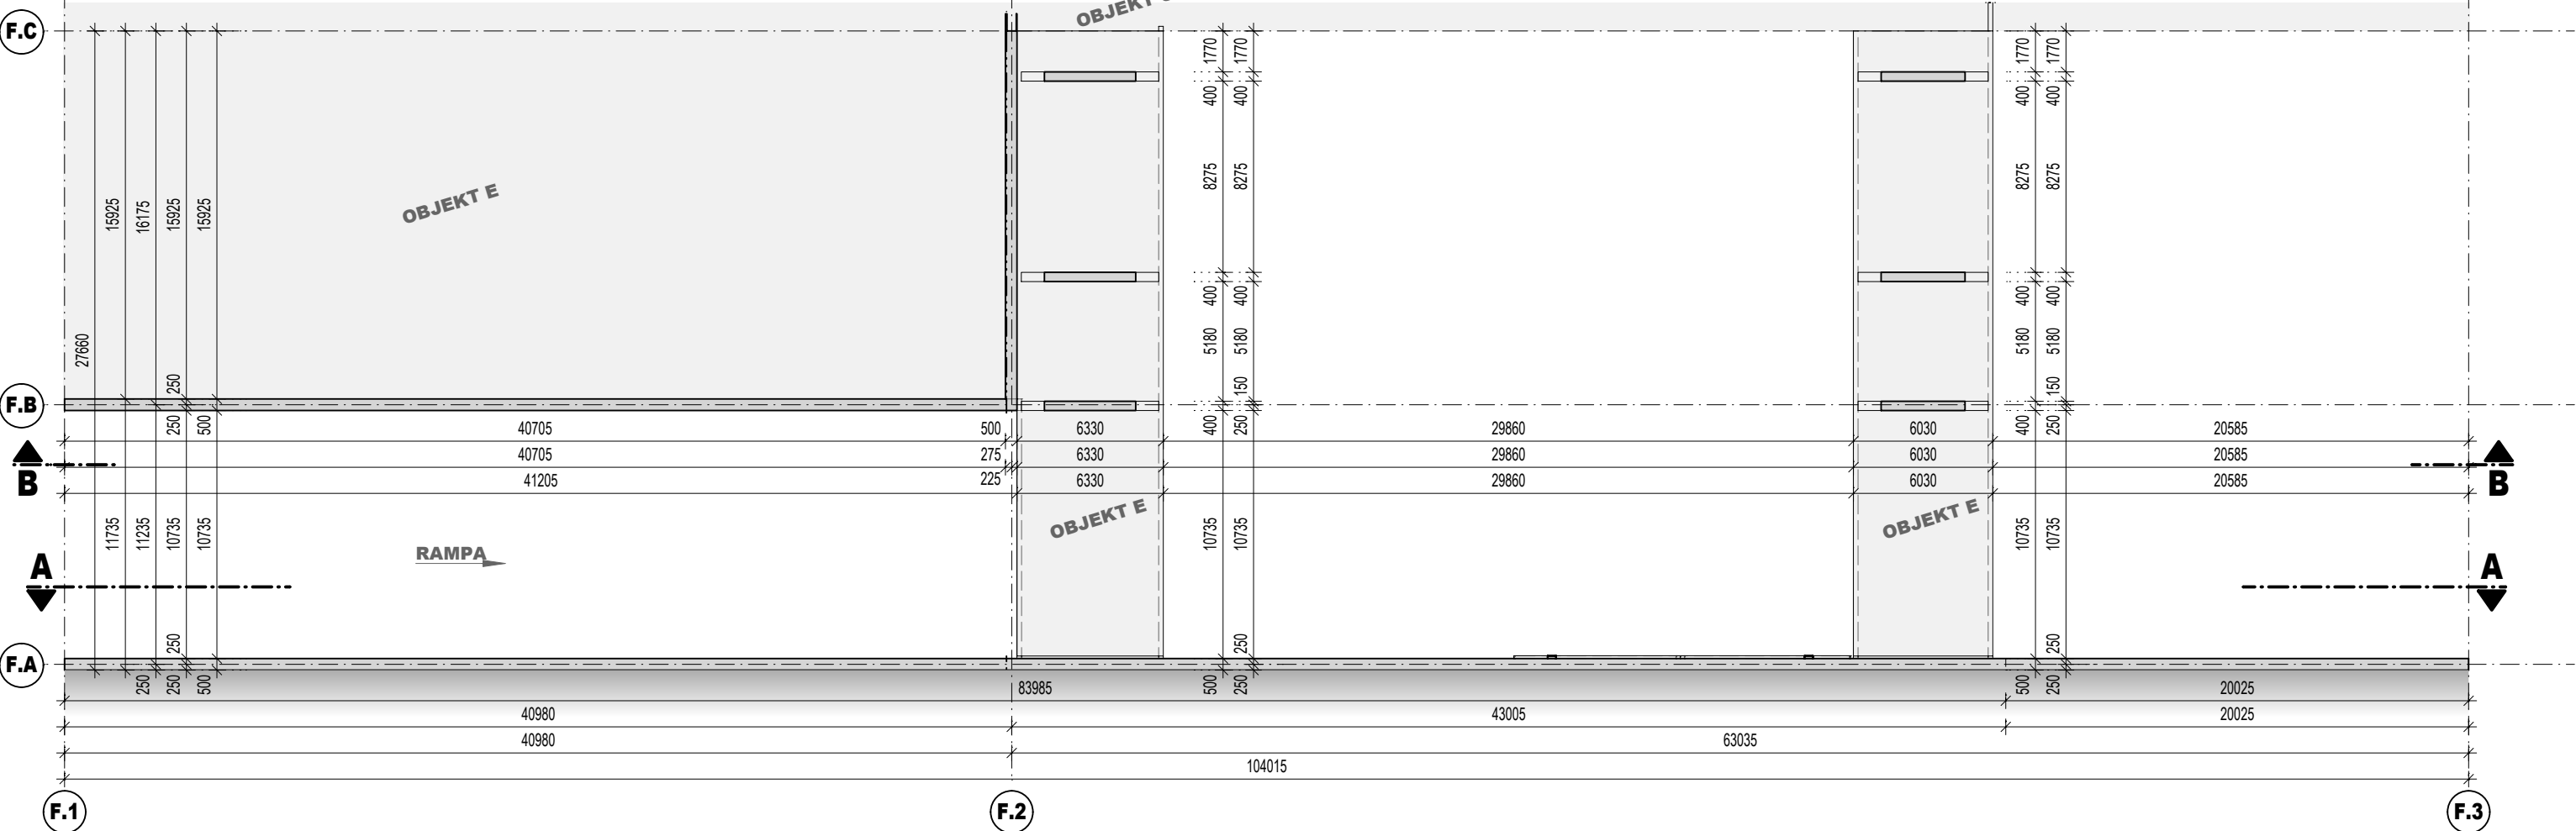 OBJEKT
F.C
1770 1770 1770 1770
400 400 400 400
OBJEKT E
15925 16175 15925 15925
8275 8275 8275 8275
400 400 400 400
27660
5180 5180 5180 5180
250 150 150
F.B
250 500 400 250 400 250
40705 500 6330 29860 6030 20585
B 40705 275 6330 29860 6030 20585 B
41205 225 6330 29860 6030 20585
OBJEKT E OBJEKT E
11735 11235 10735 10735 10735 10735 10735 10735
RAMPA
A A
250 250 250
F.A
250 250 500 500 250 500 250
83985 20025
40980 43005 20025
40980 63035
104015
F.1 F.2 F.3